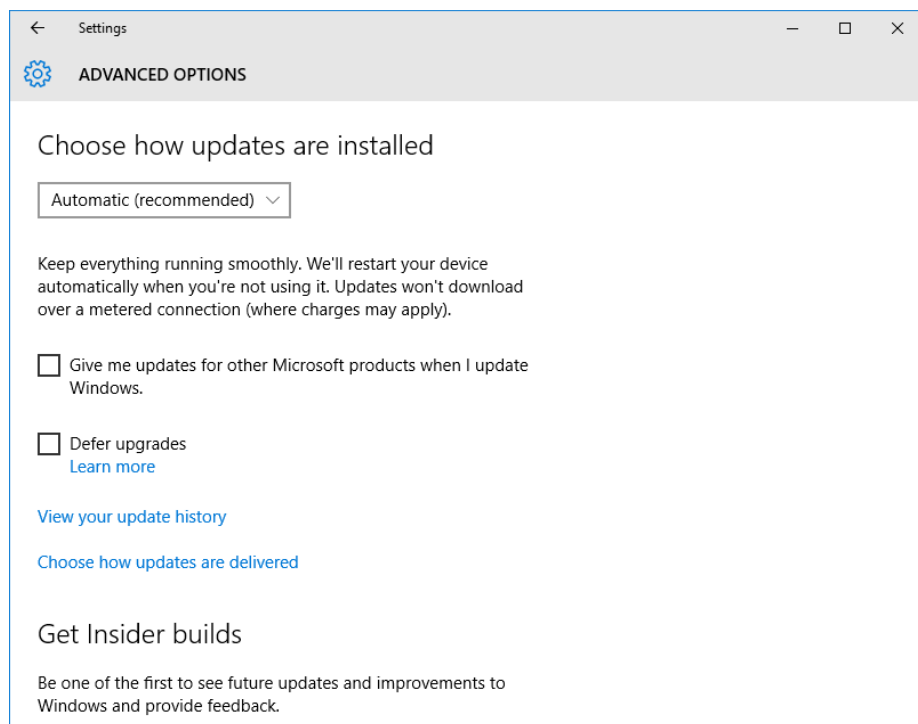 Settings
ADVANCED OPTIONS
Choose how updates are installed
Automatic (recommended)
Keep everything running smoothly. We'll restart your device
automatically when you're not using it. Updates won't download
over a metered connection (where charges may apply).
Give me updates for other Microsoft products when I update
Windows.
Defer upgrades
Learn more
View your update history
Choose how updates are delivered
Get Insider builds
Be one of the first to see future updates and improvements to
Windows and provide feedback.